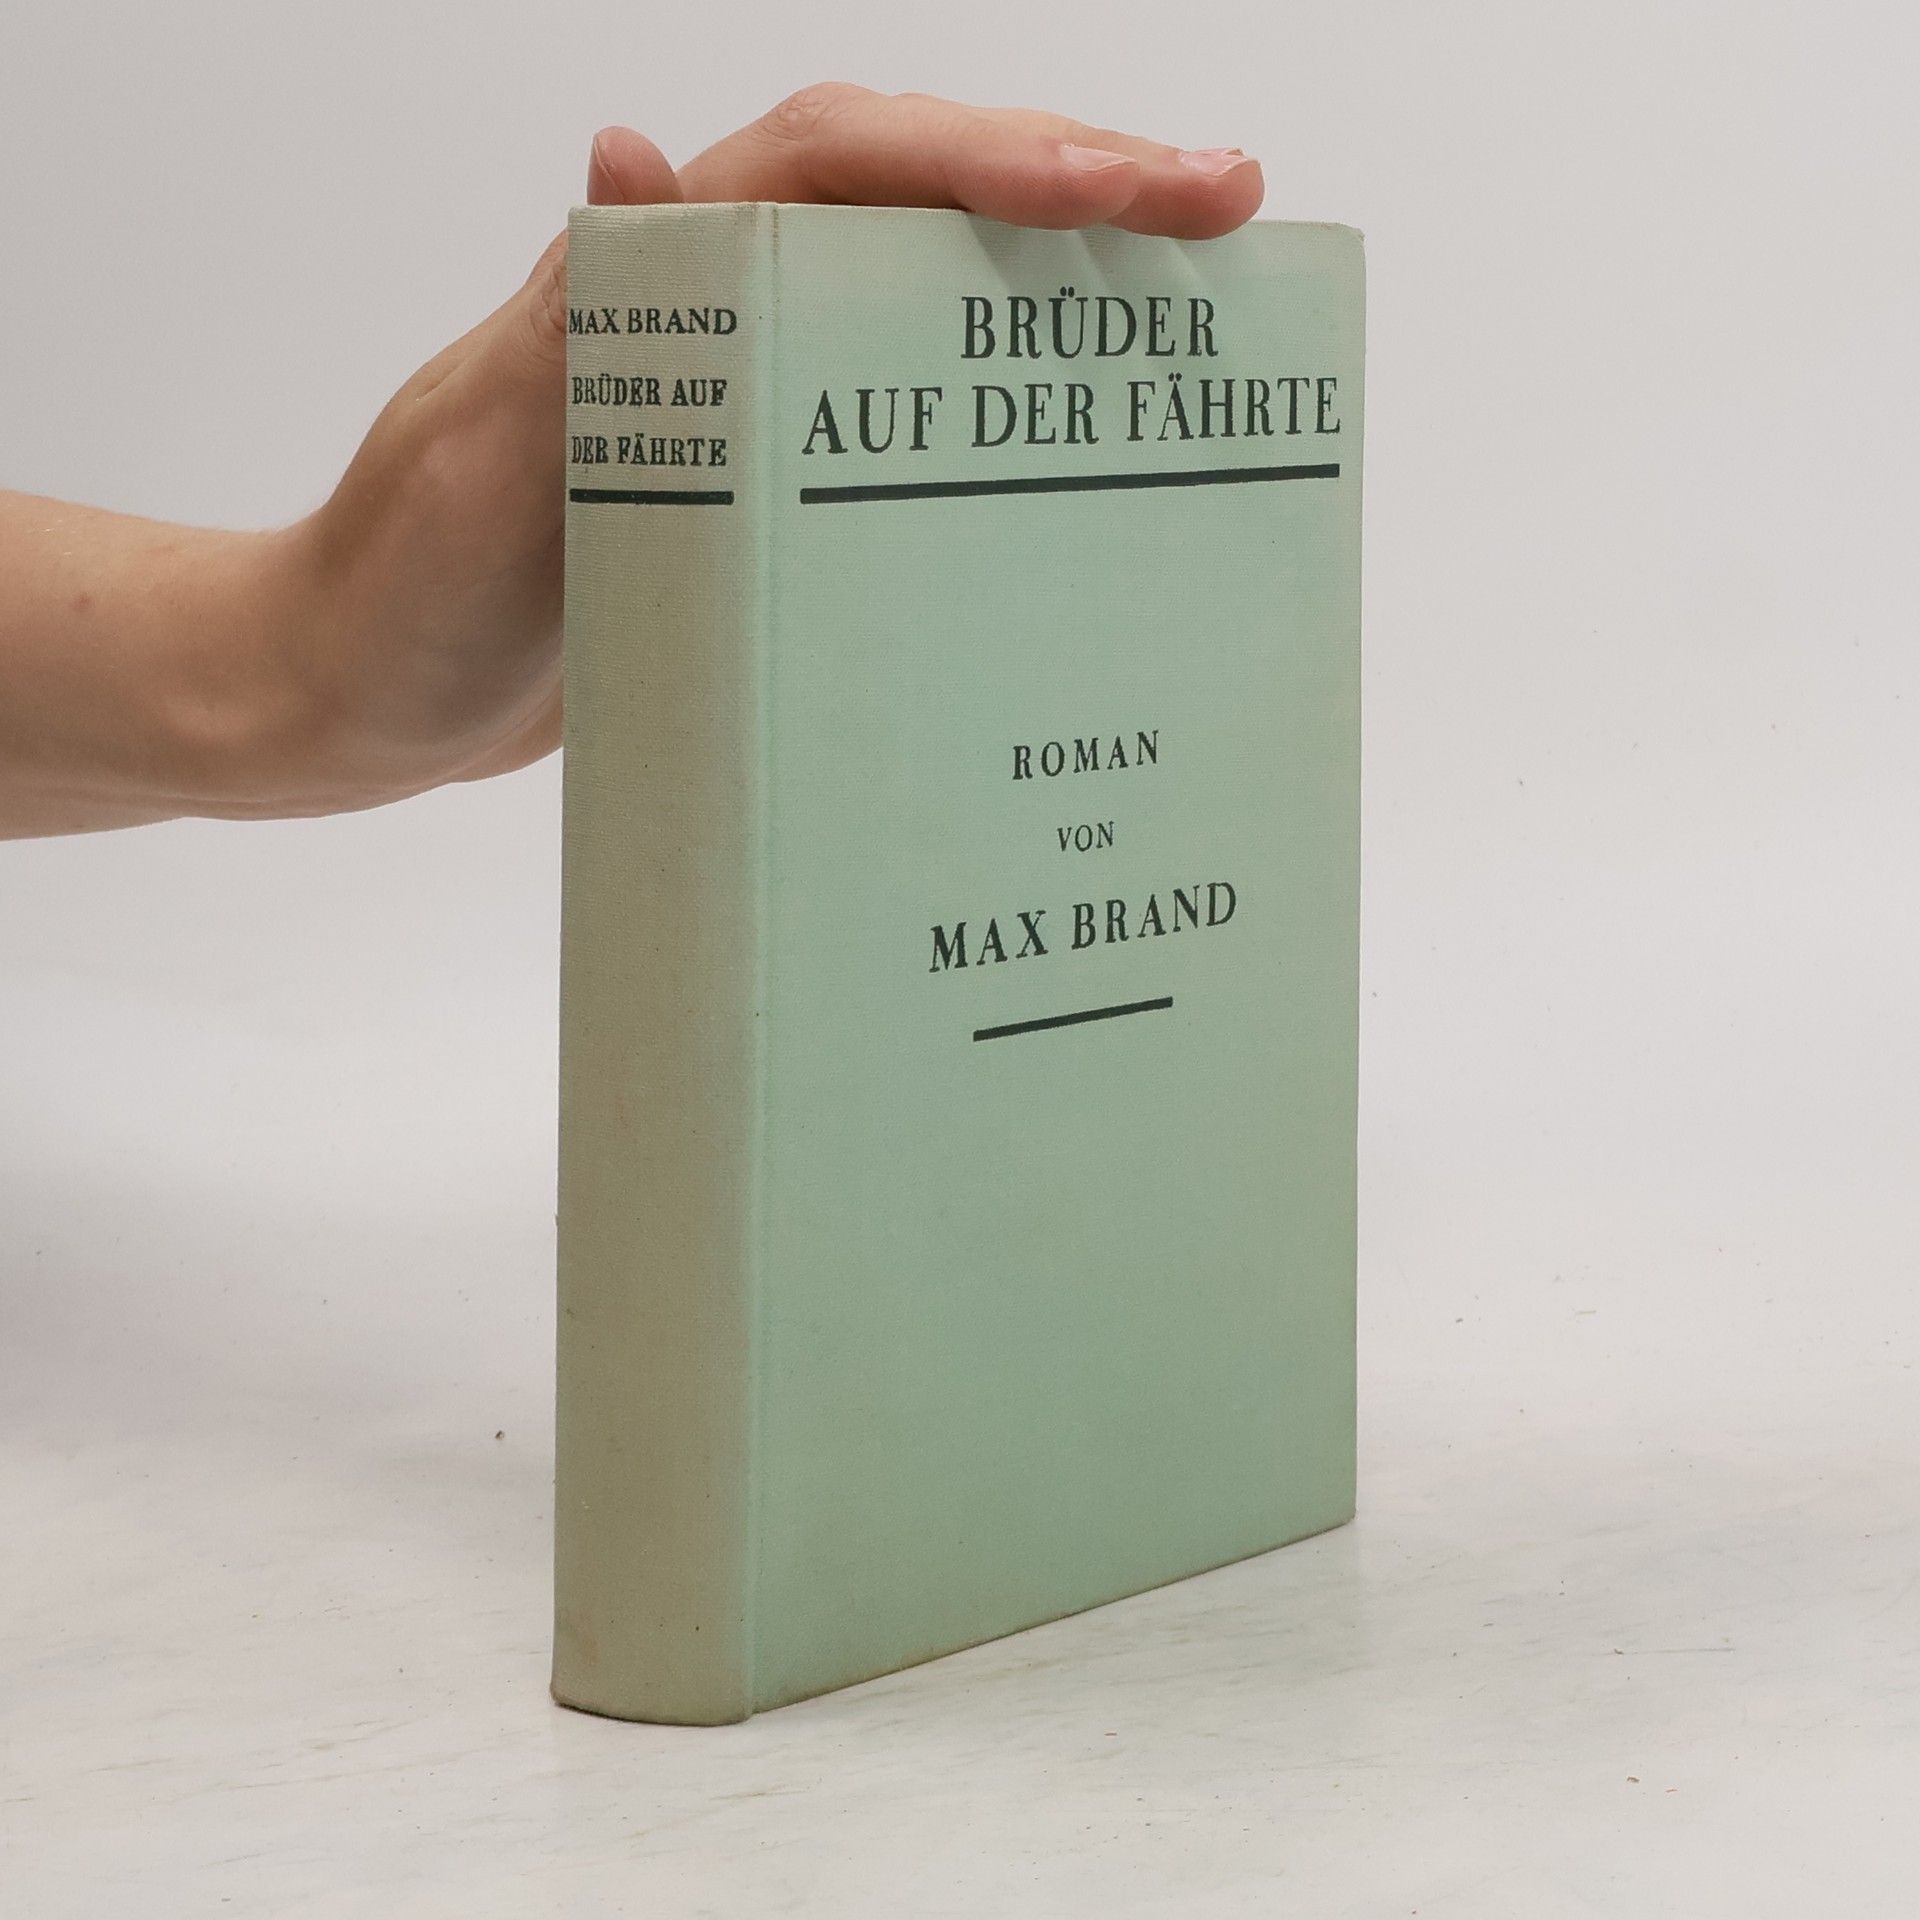 MAX BRAND
BRÜDER AUF
DER FÄHRTE
BRÜDER
AUF DER FÄHRTE
ROMAN
VON
MAX BRAND